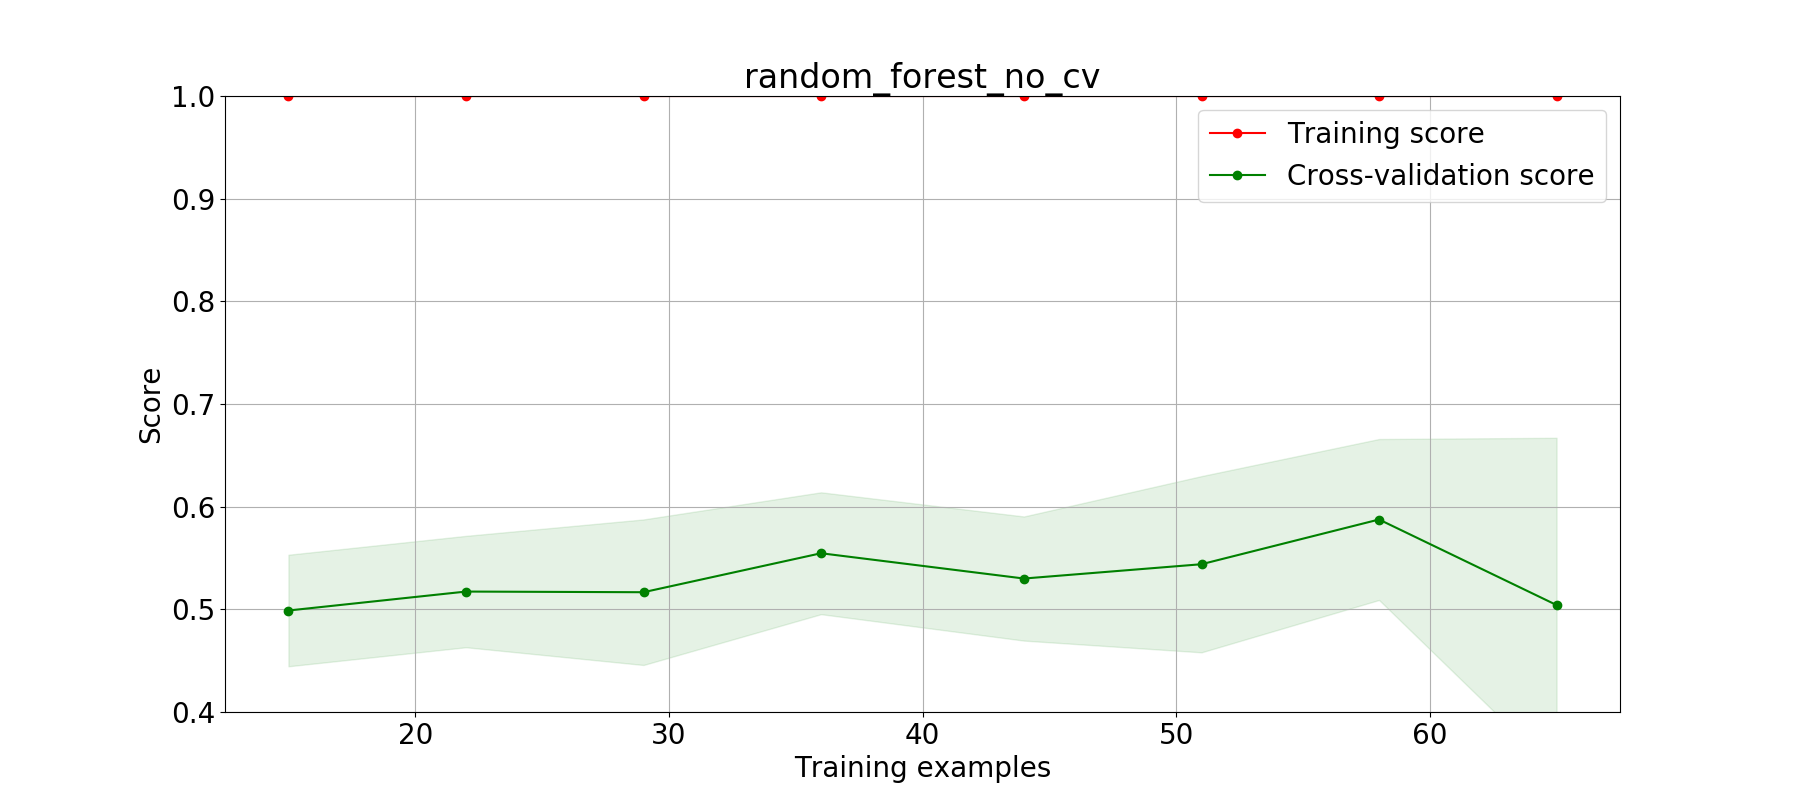 random_forest_no_cv
1.0
0.9
0.8
0.7
0.6
0.5
0.4
Score
Training score
Cross-validation score
20 30 40 50 60
Training examples